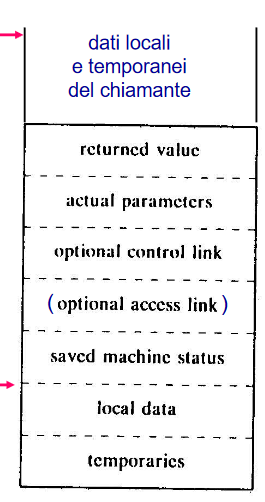 dati locali
e temporanei
del chiamante
returned value
actual parameters
optional control link
(optional access link)
saved machine status
local data
temporaries